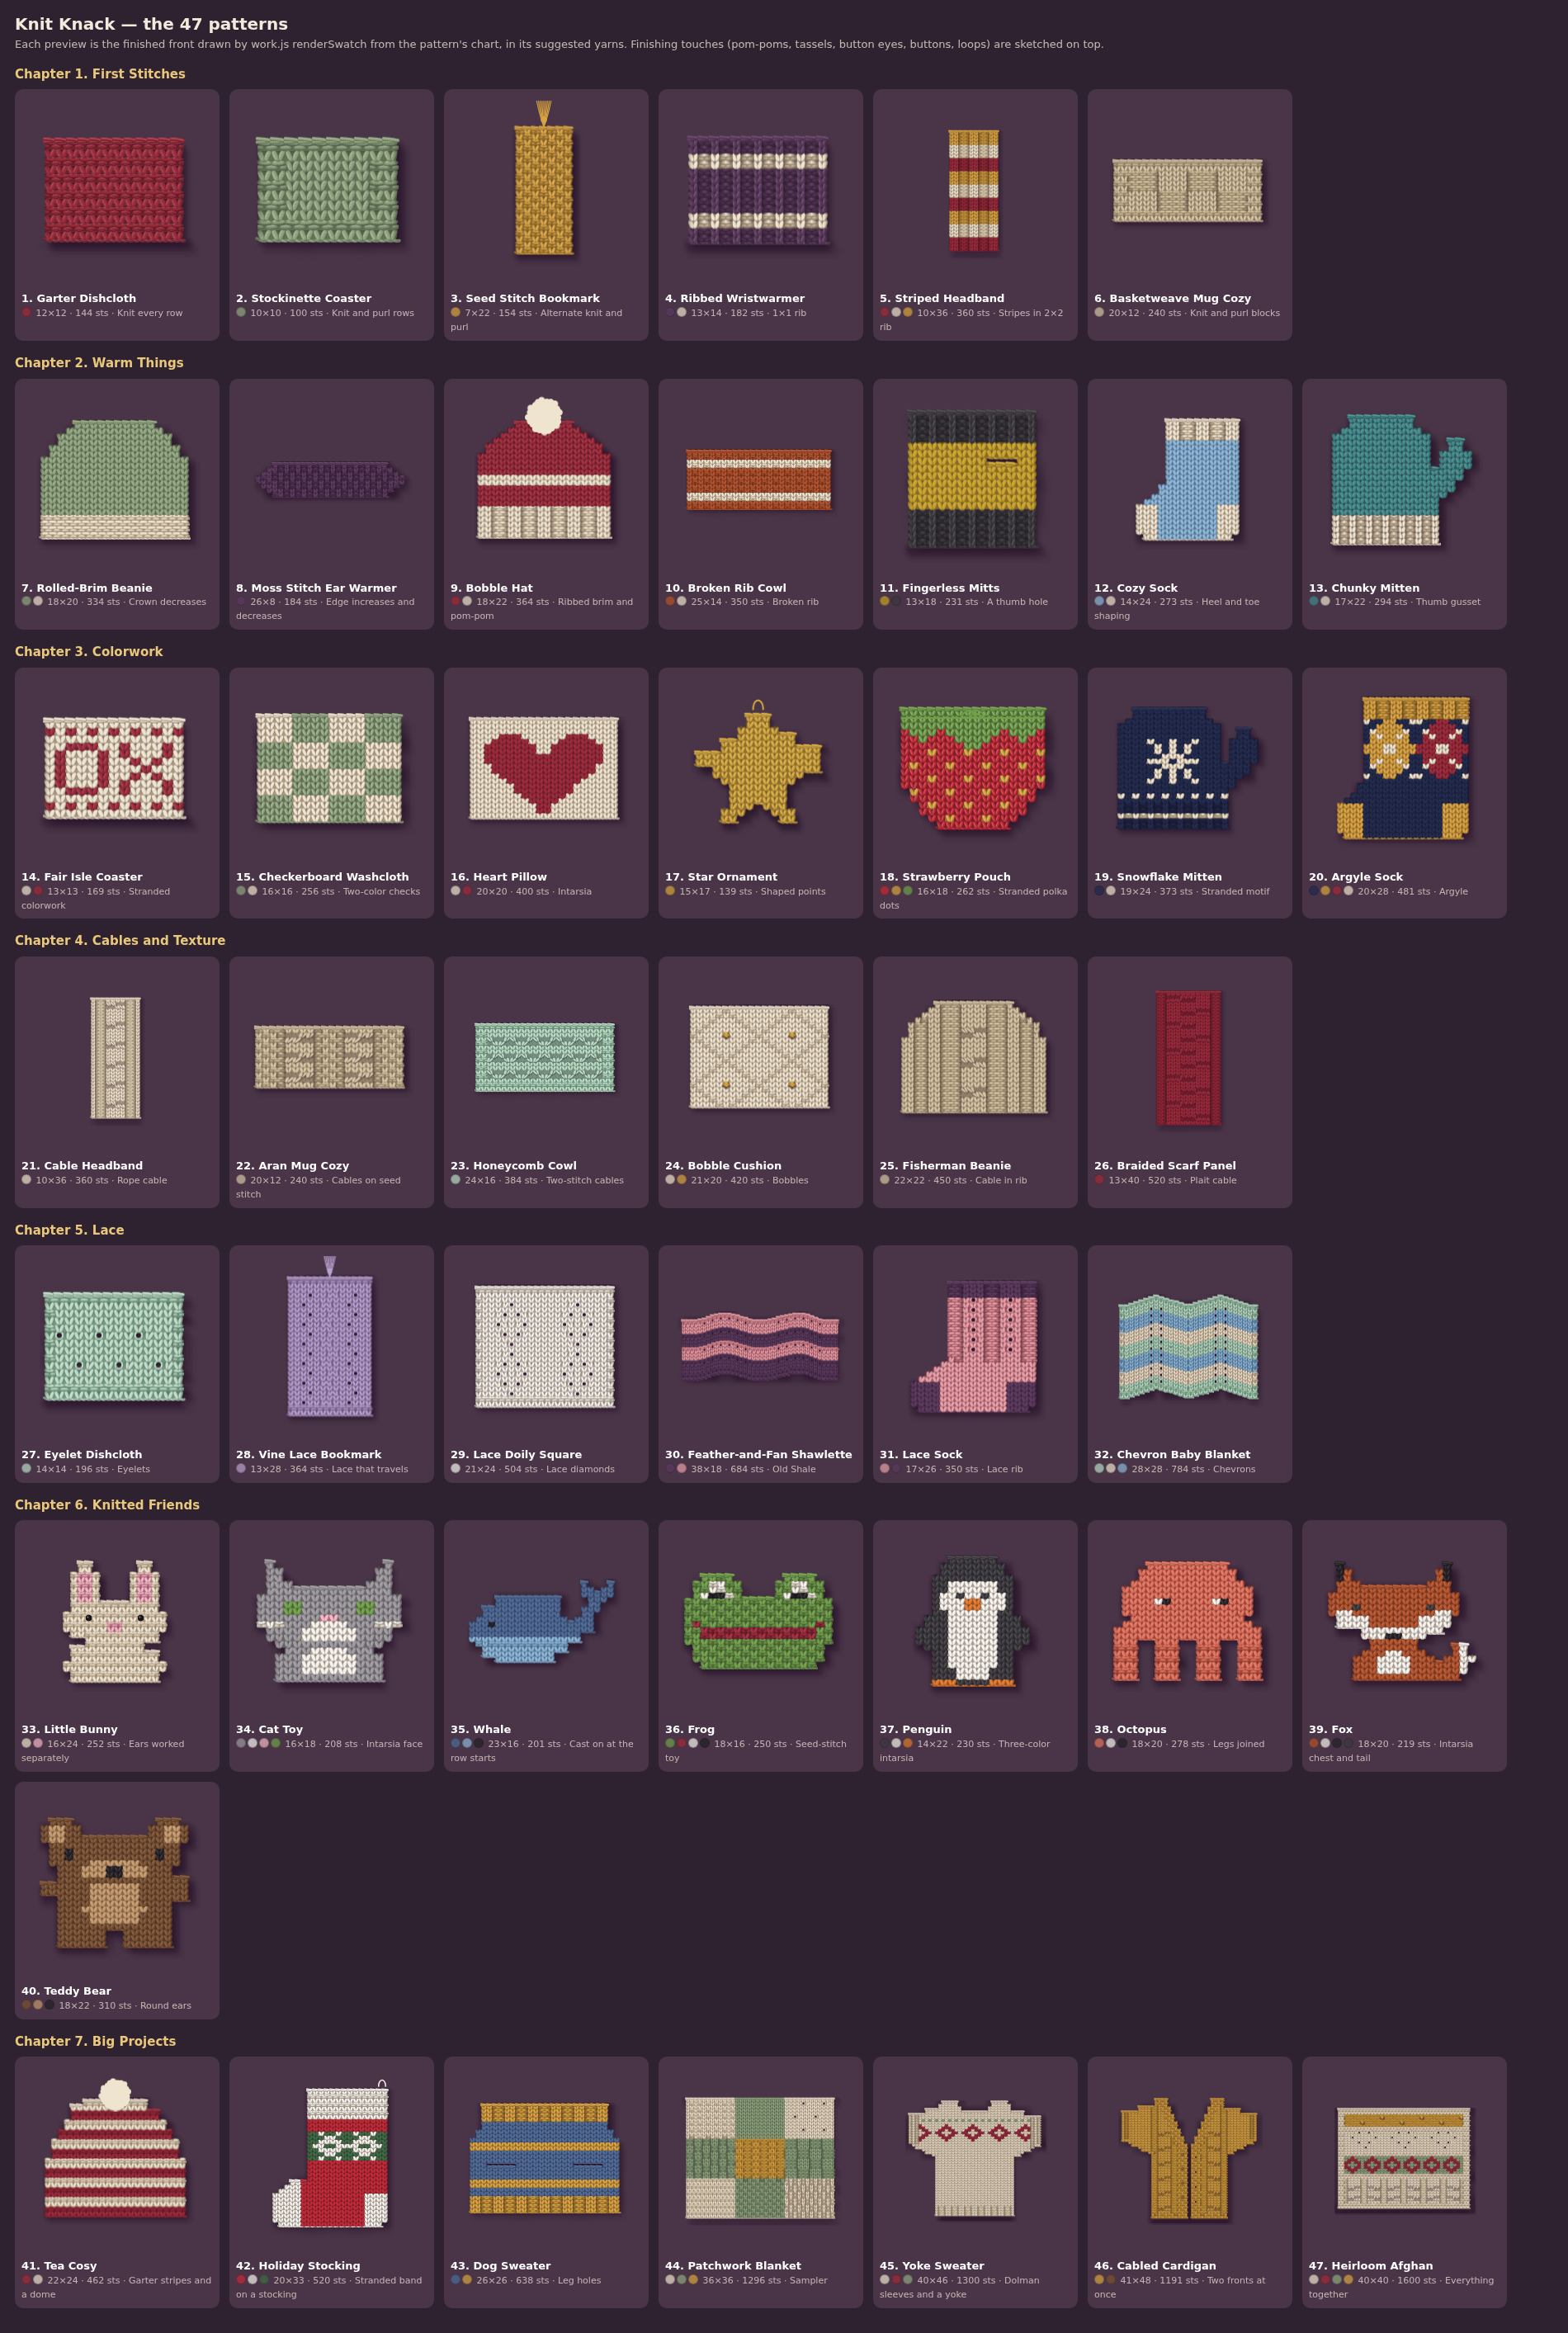 Knit Knack — the 47 patterns
Each preview is the finished front drawn by work.js renderSwatch from the pattern's chart, in its suggested yarns. Finishing touches (pom-poms, tassels, button eyes, buttons, loops) are sketched on top.
Chapter 1. First Stitches
1. Garter Dishcloth
12×12 · 144 sts · Knit every row
2. Stockinette Coaster
10×10 · 100 sts · Knit and purl rows
3. Seed Stitch Bookmark
7×22 · 154 sts · Alternate knit and
purl
4. Ribbed Wristwarmer
13×14 · 182 sts · 1×1 rib
5. Striped Headband
10×36 · 360 sts · Stripes in 2×2
rib
6. Basketweave Mug Cozy
20×12 · 240 sts · Knit and purl blocks
Chapter 2. Warm Things
7. Rolled-Brim Beanie
18×20 · 334 sts · Crown decreases
8. Moss Stitch Ear Warmer
26×8 · 184 sts · Edge increases and
decreases
9. Bobble Hat
18×22 · 364 sts · Ribbed brim and
pom-pom
10. Broken Rib Cowl
25×14 · 350 sts · Broken rib
11. Fingerless Mitts
13×18 · 231 sts · A thumb hole
12. Cozy Sock
14×24 · 273 sts · Heel and toe
shaping
13. Chunky Mitten
17×22 · 294 sts · Thumb gusset
Chapter 3. Colorwork
14. Fair Isle Coaster
13×13 · 169 sts · Stranded
colorwork
15. Checkerboard Washcloth
16×16 · 256 sts · Two-color checks
16. Heart Pillow
20×20 · 400 sts · Intarsia
17. Star Ornament
15×17 · 139 sts · Shaped points
18. Strawberry Pouch
16×18 · 262 sts · Stranded polka
dots
19. Snowflake Mitten
19×24 · 373 sts · Stranded motif
20. Argyle Sock
20×28 · 481 sts · Argyle
Chapter 4. Cables and Texture
21. Cable Headband
10×36 · 360 sts · Rope cable
22. Aran Mug Cozy
20×12 · 240 sts · Cables on seed
stitch
23. Honeycomb Cowl
24×16 · 384 sts · Two-stitch cables
24. Bobble Cushion
21×20 · 420 sts · Bobbles
25. Fisherman Beanie
22×22 · 450 sts · Cable in rib
26. Braided Scarf Panel
13×40 · 520 sts · Plait cable
Chapter 5. Lace
27. Eyelet Dishcloth
14×14 · 196 sts · Eyelets
28. Vine Lace Bookmark
13×28 · 364 sts · Lace that travels
29. Lace Doily Square
21×24 · 504 sts · Lace diamonds
30. Feather-and-Fan Shawlette
38×18 · 684 sts · Old Shale
31. Lace Sock
17×26 · 350 sts · Lace rib
32. Chevron Baby Blanket
28×28 · 784 sts · Chevrons
Chapter 6. Knitted Friends
33. Little Bunny
16×24 · 252 sts · Ears worked
separately
34. Cat Toy
16×18 · 208 sts · Intarsia face
35. Whale
23×16 · 201 sts · Cast on at the
row starts
36. Frog
18×16 · 250 sts · Seed-stitch
toy
37. Penguin
14×22 · 230 sts · Three-color
intarsia
38. Octopus
18×20 · 278 sts · Legs joined
39. Fox
18×20 · 219 sts · Intarsia
chest and tail
40. Teddy Bear
18×22 · 310 sts · Round ears
Chapter 7. Big Projects
41. Tea Cosy
22×24 · 462 sts · Garter stripes and
a dome
42. Holiday Stocking
20×33 · 520 sts · Stranded band
on a stocking
43. Dog Sweater
26×26 · 638 sts · Leg holes
44. Patchwork Blanket
36×36 · 1296 sts · Sampler
45. Yoke Sweater
40×46 · 1300 sts · Dolman
sleeves and a yoke
46. Cabled Cardigan
41×48 · 1191 sts · Two fronts at
once
47. Heirloom Afghan
40×40 · 1600 sts · Everything
together